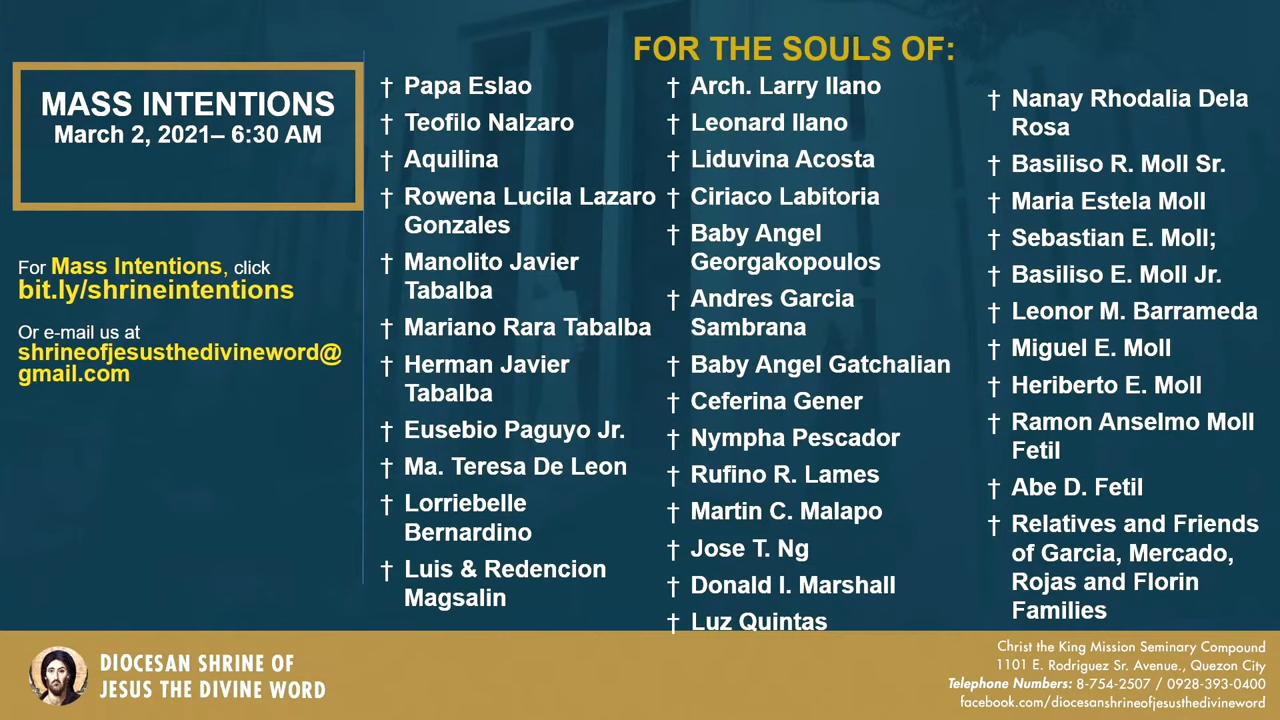 MASS INTENTIONS
March 2, 2021– 6:30 AM
For Mass Intentions, click
bit.ly/shrineintentions
Or e-mail us at
shrineofjesusthedivineword@
gmail.com
FOR THE SOULS OF:
† Papa Eslao
† Teofilo Nalzaro
† Aquilina
† Rowena Lucila Lazaro
Gonzales
† Manolito Javier
Tabalba
† Mariano Rara Tabalba
† Herman Javier
Tabalba
† Eusebio Paguyo Jr.
† Ma. Teresa De Leon
† Lorriebelle
Bernardino
† Luis & Redencion
Magsalin
† Arch. Larry Ilano
† Leonard Ilano
† Liduvina Acosta
† Ciriaco Labitoria
† Baby Angel
Georgakopoulos
† Andres Garcia
Sambrana
† Baby Angel Gatchalian
† Ceferina Gener
† Nympha Pescador
† Rufino R. Lames
† Martin C. Malapo
† Jose T. Ng
† Donald I. Marshall
† Luz Quintas
† Nanay Rhodalia Dela
Rosa
† Basiliso R. Moll Sr.
† Maria Estela Moll
† Sebastian E. Moll;
† Basiliso E. Moll Jr.
† Leonor M. Barrameda
† Miguel E. Moll
† Heriberto E. Moll
† Ramon Anselmo Moll
Fetil
† Abe D. Fetil
† Relatives and Friends
of Garcia, Mercado,
Rojas and Florin
Families
DIOCESAN SHRINE OF
JESUS THE DIVINE WORD
Christ the King Mission Seminary Compound
1101 E. Rodriguez Sr. Avenue., Quezon City
Telephone Numbers: 8-754-2507 / 0928-393-0400
facebook.com/diocesanshrineofjesusthedivineword